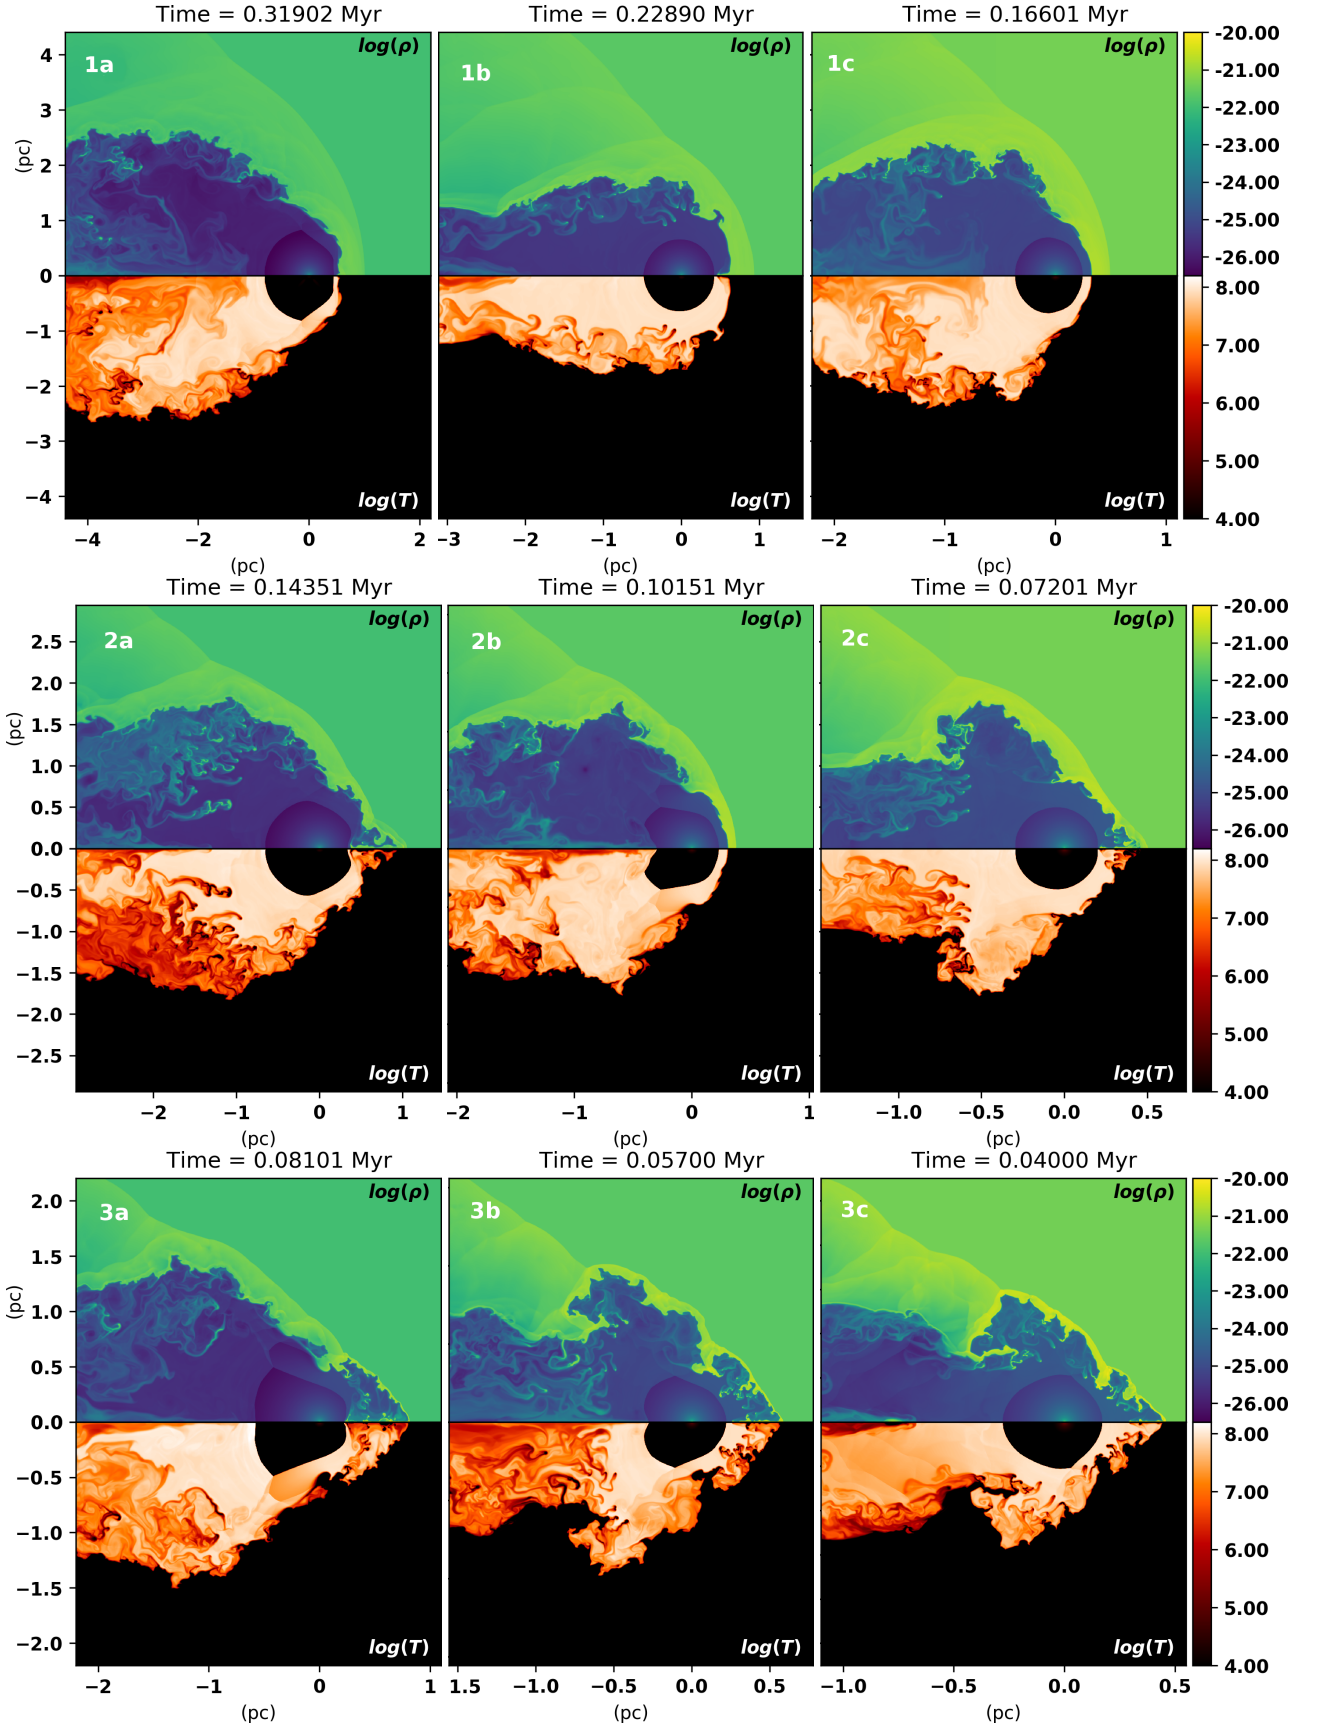 Time = 0.31902 Myr Time = 0.22890 Myr Time = 0.16601 Myr
log(ρ) log(ρ) log(ρ) -20.00
4 1a 1b 1c -21.00
3 -22.00
(pc) 2 -23.00
-24.00
1 -25.00
-26.00
0 8.00
−1 7.00
−2 6.00
−3 5.00
−4 log(T) log(T) log(T)
4.00
−4 −2 0 2 −3 −2 −1 0 1 −2 −1 0 1
(pc) (pc) (pc)
Time = 0.14351 Myr Time = 0.10151 Myr Time = 0.07201 Myr
log(ρ) log(ρ) log(ρ) -20.00
2.5 2a 2b 2c -21.00
2.0 -22.00
(pc) 1.5 -23.00
1.0 -24.00
0.5 -25.00
-26.00
0.0 8.00
−0.5 7.00
−1.0
−1.5 6.00
−2.0 5.00
−2.5 log(T) log(T) log(T)
4.00
−2 −1 0 1 −2 −1 0 1 −1.0 −0.5 0.0 0.5
(pc) (pc) (pc)
Time = 0.08101 Myr Time = 0.05700 Myr Time = 0.04000 Myr
log(ρ) log(ρ) log(ρ) -20.00
2.0 3a 3b 3c -21.00
1.5 -22.00
(pc) 1.0 -23.00
-24.00
0.5 -25.00
-26.00
0.0 8.00
−0.5 7.00
−1.0 6.00
−1.5 5.00
−2.0 log(T) log(T) log(T)
4.00
−2 −1 0 1 1.5 −1.0 −0.5 0.0 0.5 −1.0 −0.5 0.0 0.5
(pc) (pc) (pc)